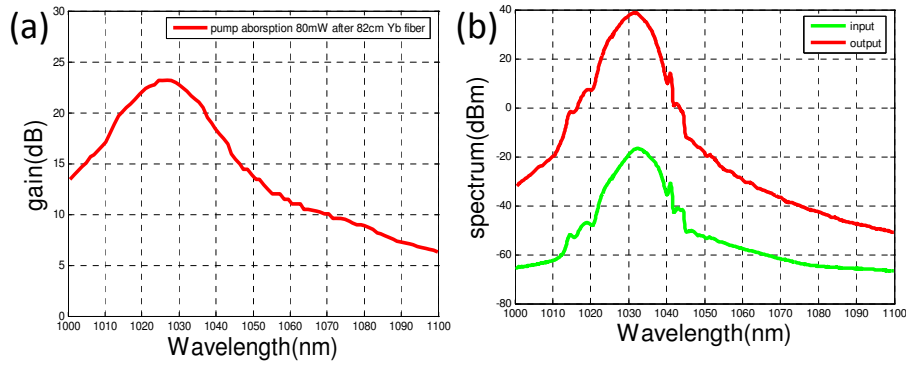 (a)
30
25
20
15
10
5
0
gain(dB)
pump aborsption 80mW after 82cm Yb fiber
1000 1010 1020 1030 1040 1050 1060 1070 1080 1090 1100
Wavelength(nm)
(b)
40
20
0
-20
-40
-60
-80
spectrum(dBm)
input
output
1000 1010 1020 1030 1040 1050 1060 1070 1080 1090 1100
Wavelength(nm)